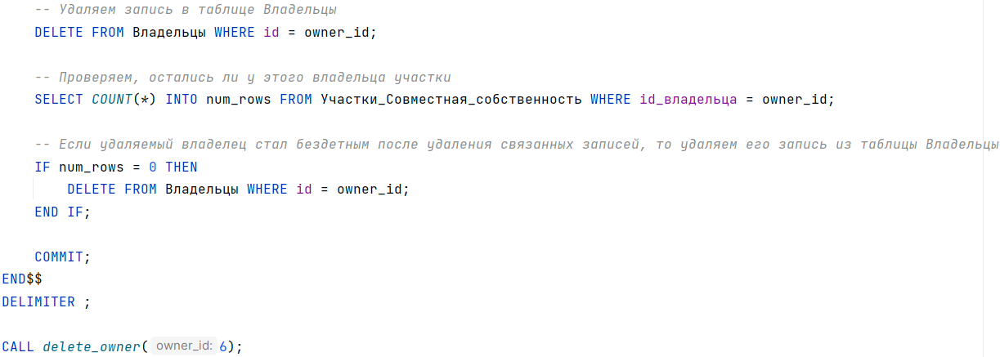 -- Удаляем запись в таблице Владельцы
DELETE FROM Владельцы WHERE id = owner_id;
-- Проверяем, остались ли у этого владельца участки
SELECT COUNT(*) INTO num_rows FROM Участки_Совместная_собственность WHERE id_владельца = owner_id;
-- Если удаляемый владелец стал бездетным после удаления связанных записей, то удаляем его запись из таблицы Владельцы
IF num_rows = 0 THEN
DELETE FROM Владельцы WHERE id = owner_id;
END IF;
COMMIT;
END$$
DELIMITER ;
CALL delete_owner( owner_id: 6);